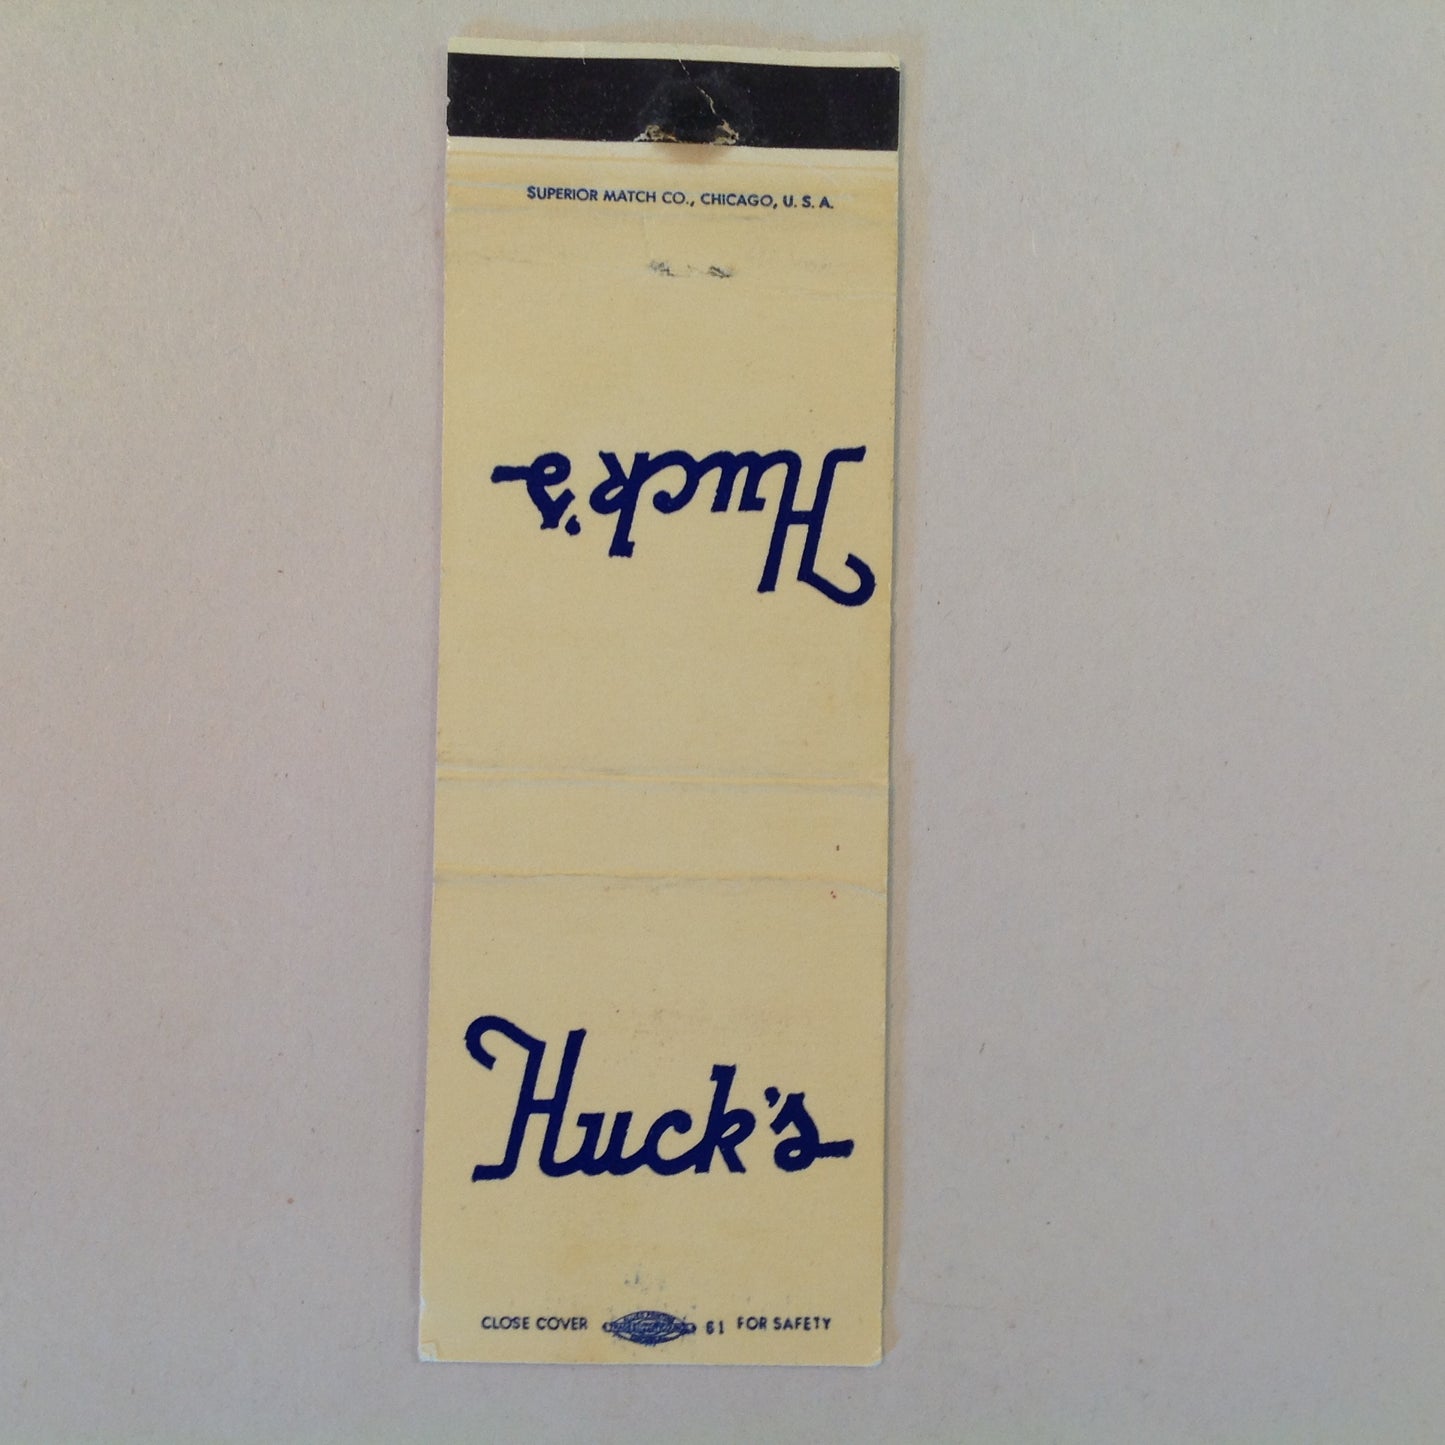 SUPERIOR MATCH CO., CHICAGO, U. S. A.
Huck's
Huck's
CLOSE COVER 61 FOR SAFETY